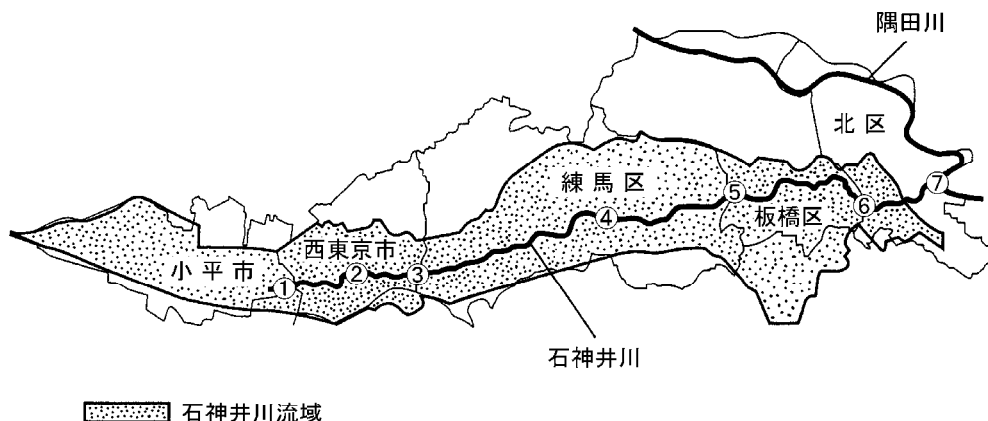 隅田川
北区
練馬区
⑦
⑤
④
板橋区
⑥
西東京市
小平市
②
③
①
石神井川
石神井川流域